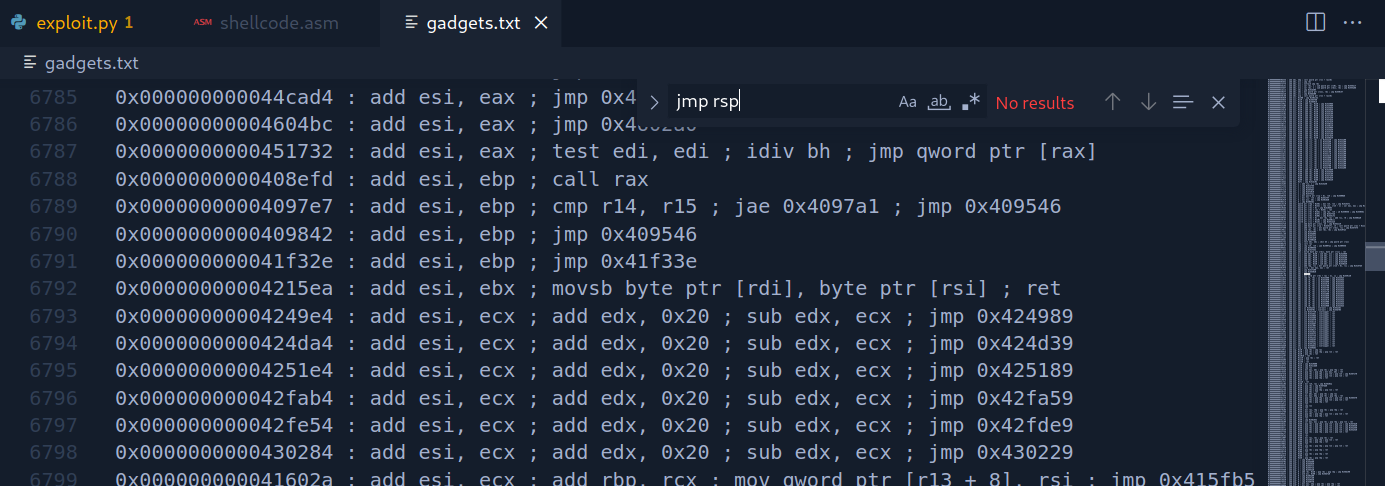 exploit.py 1 ASM shellcode.asm gadgets.txt
gadgets.txt
jmp rsp Aa ab .* No results
6785 0x000000000044cad4 : add esi, eax ; jmp 0x4
6786 0x00000000004604bc : add esi, eax ; jmp
6787 0x0000000000451732 : add esi, eax ; test edi, edi ; idiv bh ; jmp qword ptr [rax]
6788 0x0000000000408efd : add esi, ebp ; call rax
6789 0x00000000004097e7 : add esi, ebp ; cmp r14, r15 ; jae 0x4097a1 ; jmp 0x409546
6790 0x0000000000409842 : add esi, ebp ; jmp 0x409546
6791 0x000000000041f32e : add esi, ebp ; jmp 0x41f33e
6792 0x00000000004215ea : add esi, ebx ; movsb byte ptr [rdi], byte ptr [rsi] ; ret
6793 0x00000000004249e4 : add esi, ecx ; add edx, 0x20 ; sub edx, ecx ; jmp 0x424989
6794 0x0000000000424da4 : add esi, ecx ; add edx, 0x20 ; sub edx, ecx ; jmp 0x424d39
6795 0x00000000004251e4 : add esi, ecx ; add edx, 0x20 ; sub edx, ecx ; jmp 0x425189
6796 0x000000000042fab4 : add esi, ecx ; add edx, 0x20 ; sub edx, ecx ; jmp 0x42fa59
6797 0x000000000042fe54 : add esi, ecx ; add edx, 0x20 ; sub edx, ecx ; jmp 0x42fde9
6798 0x0000000000430284 : add esi, ecx ; add edx, 0x20 ; sub edx, ecx ; jmp 0x430229
6799 0x000000000041602a : add esi, ecx ; add rbp, rcx ; mov qword ptr [r13 + 8], rsi ; jmp 0x415fb5